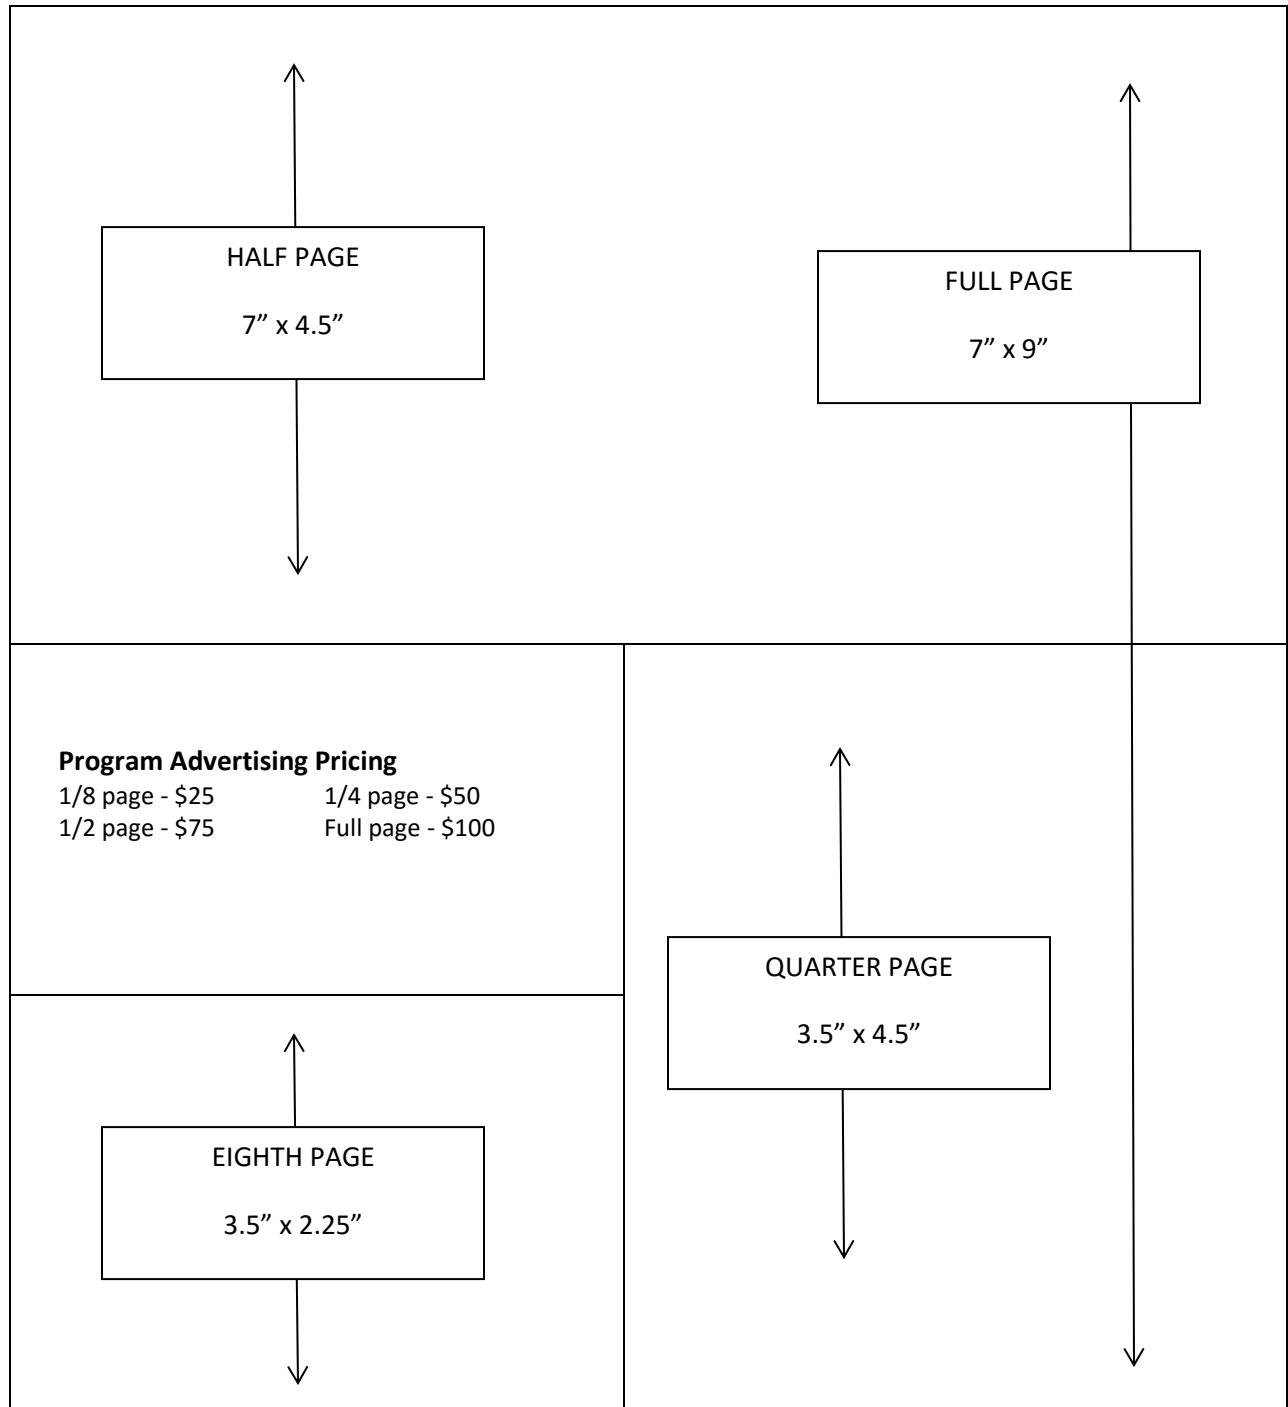 HALF PAGE
7” x 4.5”
FULL PAGE
7” x 9”
Program Advertising Pricing
1/8 page - $25 1/4 page - $50
1/2 page - $75 Full page - $100
QUARTER PAGE
3.5” x 4.5”
EIGHTH PAGE
3.5” x 2.25”